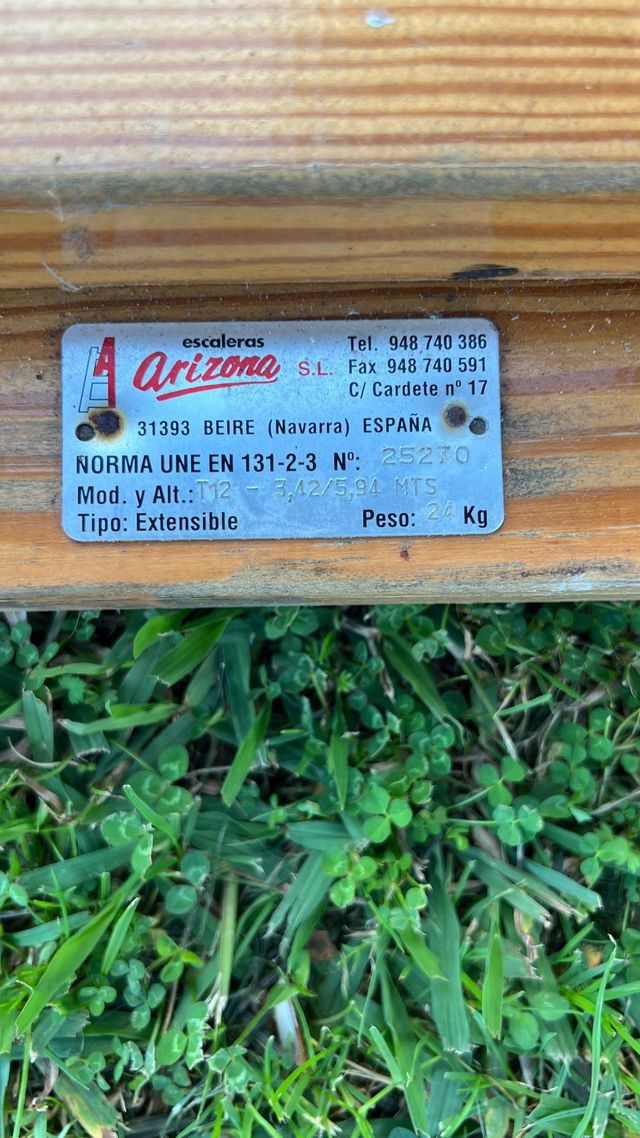 escaleras
Arizona S.L.
Tel. 948 740 386
Fax 948 740 591
C/ Cardete nº 17
31393 BEIRE (Navarra) ESPAÑA
NORMA UNE EN 131-2-3 Nº: 25270
Mod. y Alt.: T12 - 3,42/5,94 MTS
Tipo: Extensible Peso: 24 Kg